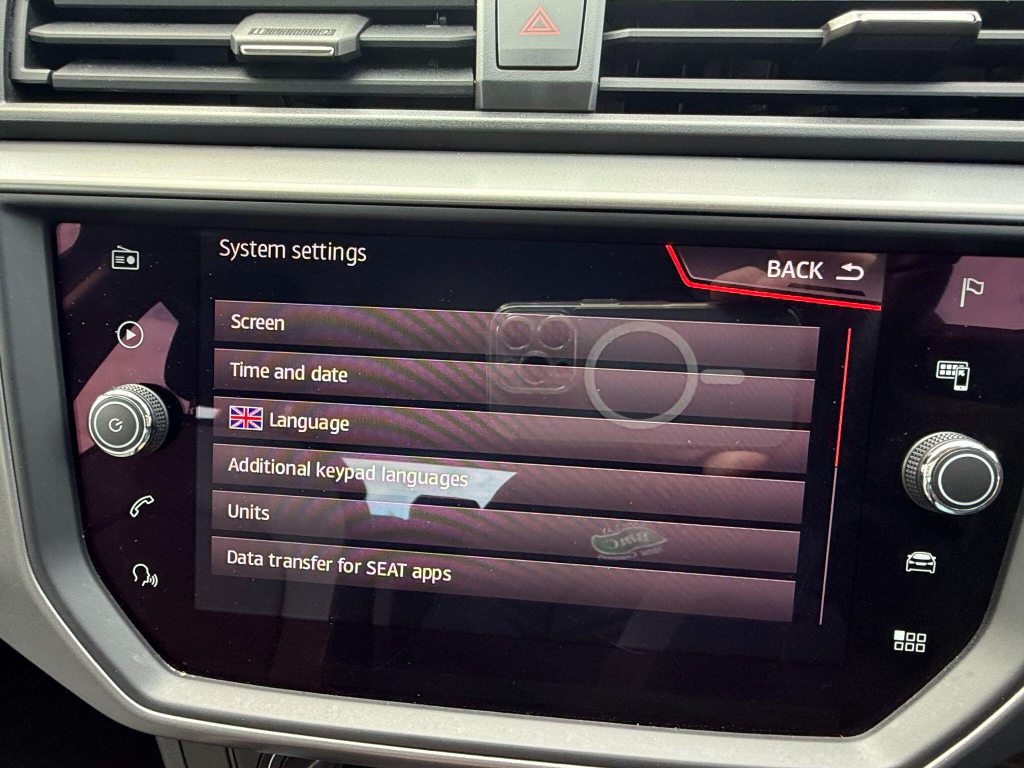 System settings
BACK
Screen
Time and date
Language
Additional keypad languages
Units
Data transfer for SEAT apps